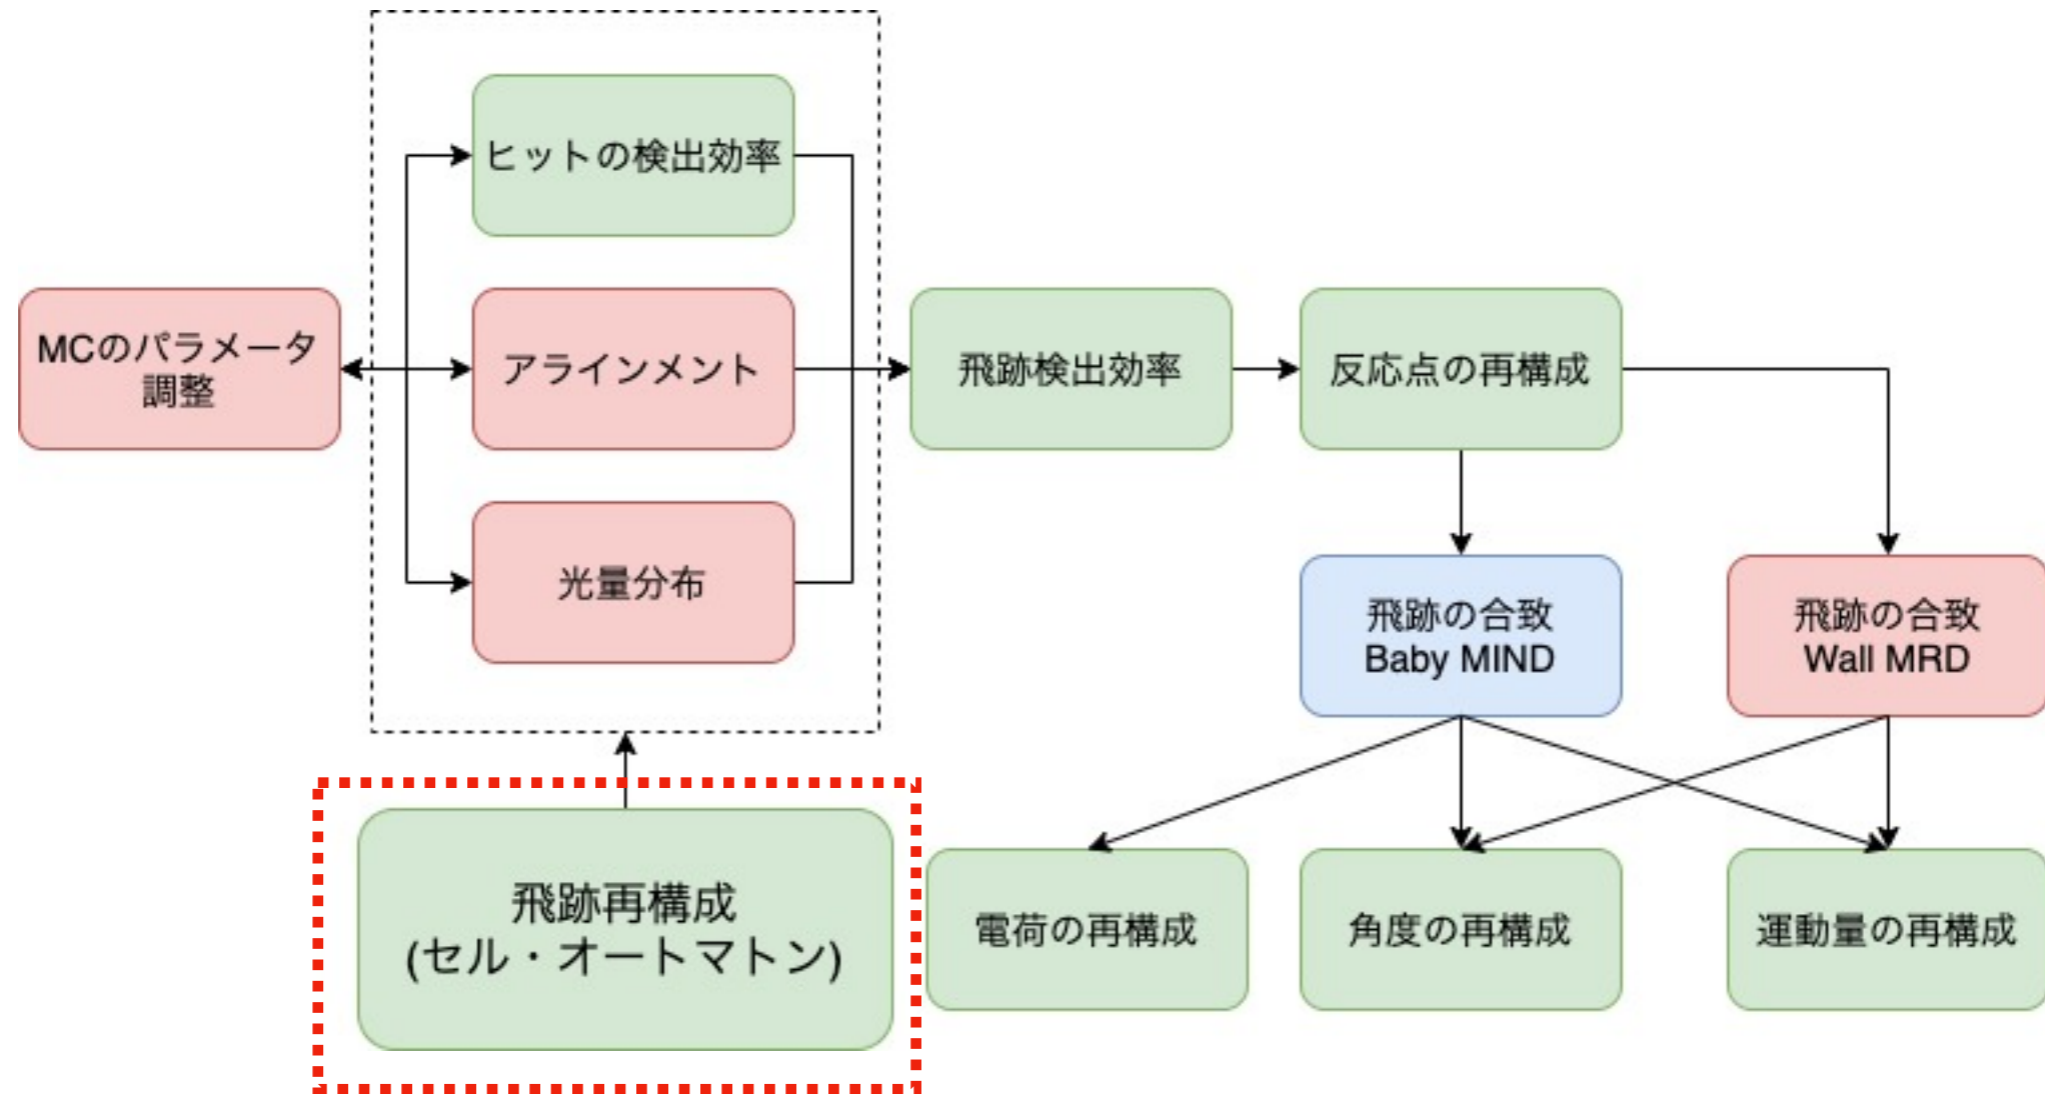 ヒットの検出効率
MCのパラメータ
調整
アラインメント
飛跡検出効率
反応点の再構成
光量分布
飛跡の合致
Baby MIND
飛跡の合致
Wall MRD
飛跡再構成
(セル・オートマトン)
電荷の再構成
角度の再構成
運動量の再構成